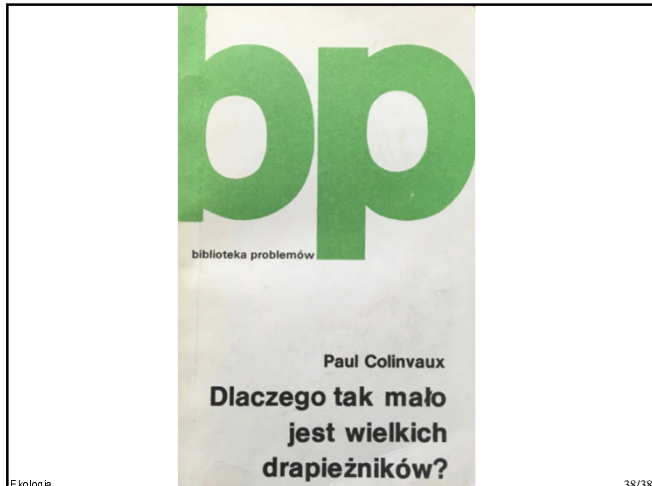 bp
biblioteka problemów
Paul Colinvaux
Dlaczego tak mało
jest wielkich
drapieżników?
Ekologia
38/38